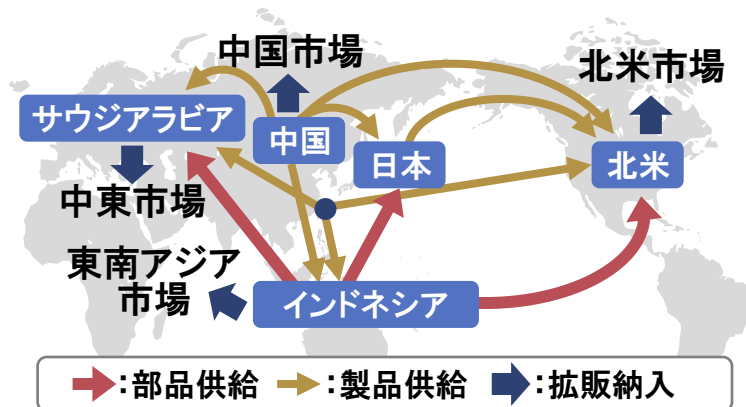 中国市場
北米市場
サウジアラビア
中国
日本
北米
中東市場
東南アジア
市場
インドネシア
:部品供給
:製品供給
:拡販納入